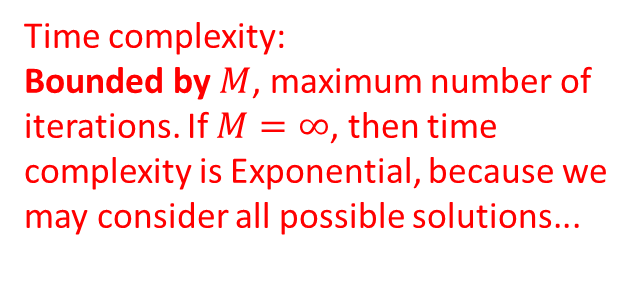 Time complexity:
Bounded by M, maximum number of
iterations. If M = ∞, then time
complexity is Exponential, because we
may consider all possible solutions...